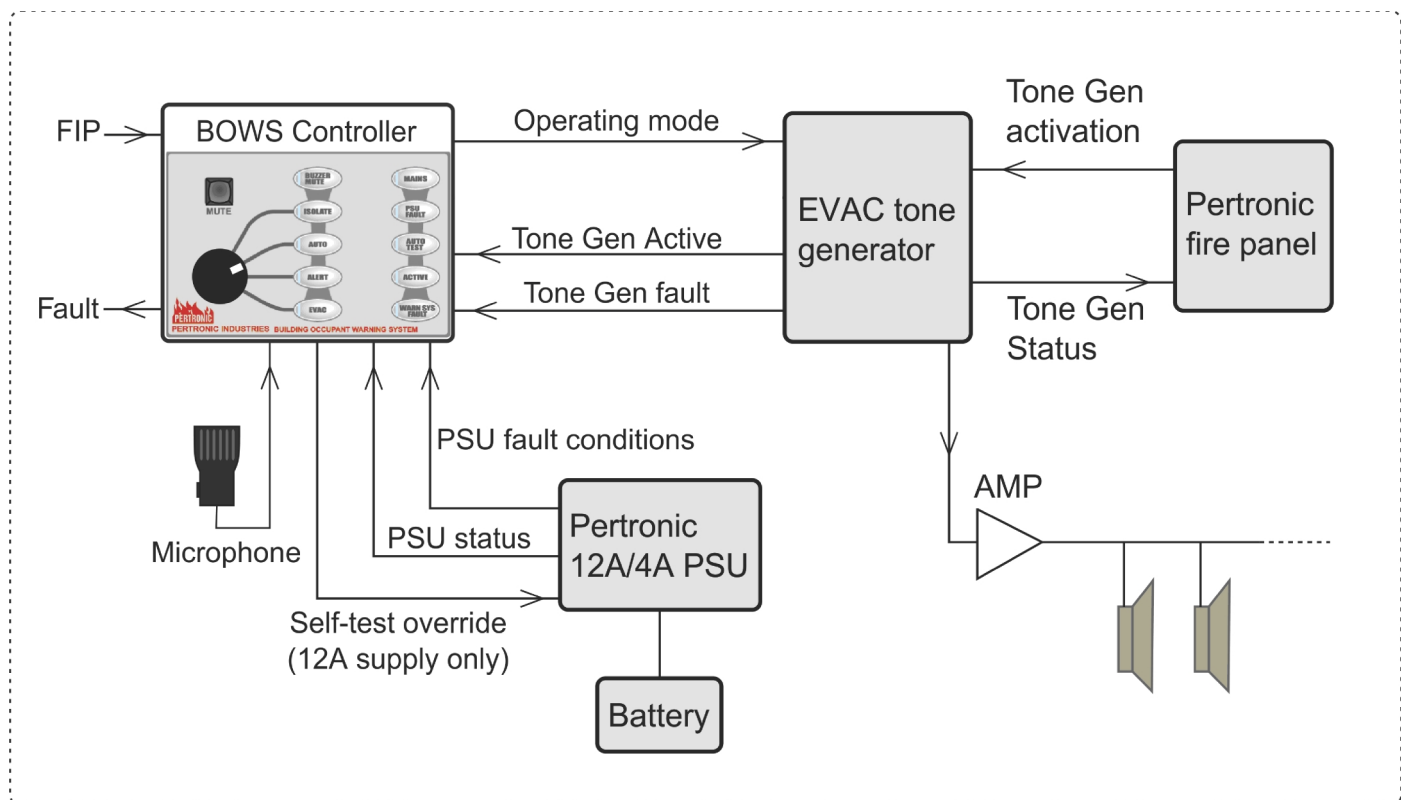 FIP
BOWS Controller
Operating mode
Tone Gen
activation
BUZZER
MUTE
MAINS
MUTE
ISOLATE
PSU
FAULT
AUTO
AUTO
TEST
ALERT
ACTIVE
EVAC
WARN SYS
FAULT
PERTRONIC
PERTRONIC INDUSTRIES BUILDING OCCUPANT WARNING SYSTEM
Fault
Tone Gen Active
Tone Gen fault
EVAC tone
generator
Pertronic
fire panel
Tone Gen
Status
PSU fault conditions
Microphone
PSU status
Pertronic
12A/4A PSU
Self-test override
(12A supply only)
Battery
AMP